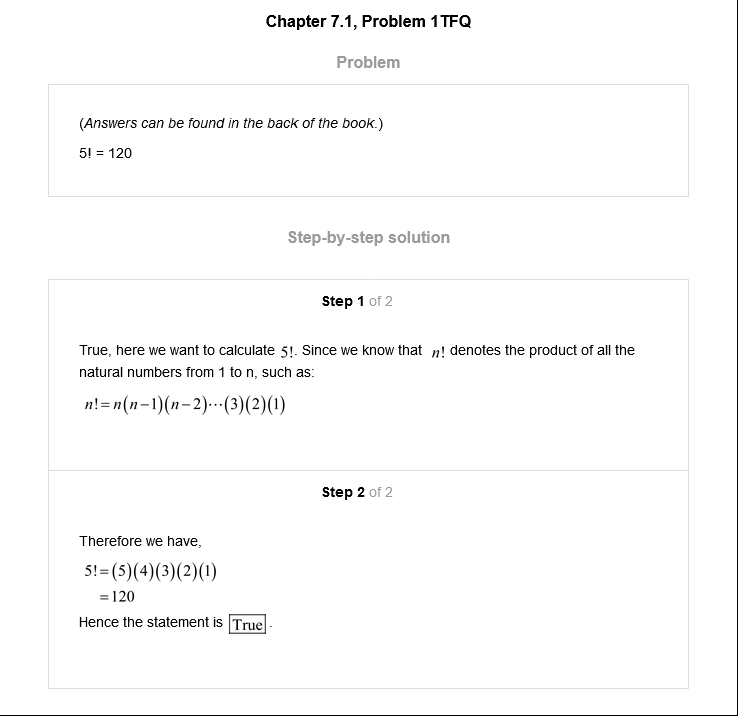 Chapter 7.1, Problem 1TFQ
Problem
(Answers can be found in the back of the book.)
5! = 120
Step-by-step solution
Step 1 of 2
True, here we want to calculate 5!. Since we know that n! denotes the product of all the
natural numbers from 1 to n, such as:
n!=n(n−1)(n−2)⋯(3)(2)(1)
Step 2 of 2
Therefore we have,
5!=(5)(4)(3)(2)(1)
=120
Hence the statement is True .